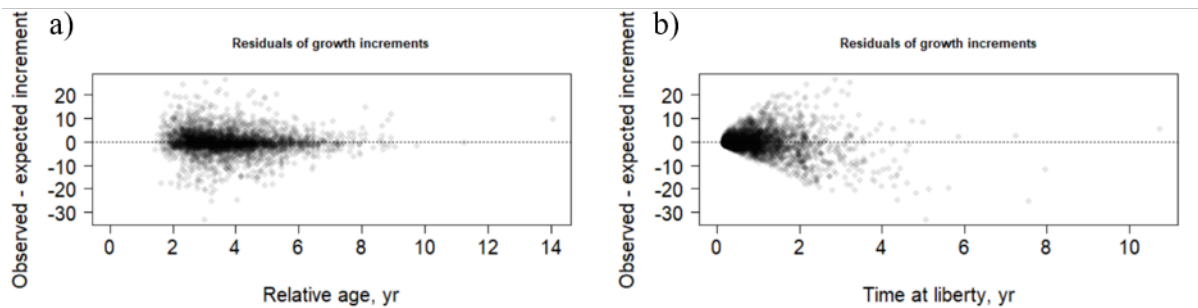 a)
Residuals of growth increments
Observed - expected increment
20
10
0
-10
-20
-30
0 2 4 6 8 10 12 14
Relative age, yr
b)
Residuals of growth increments
Observed - expected increment
20
10
0
-10
-20
-30
0 2 4 6 8 10
Time at liberty, yr